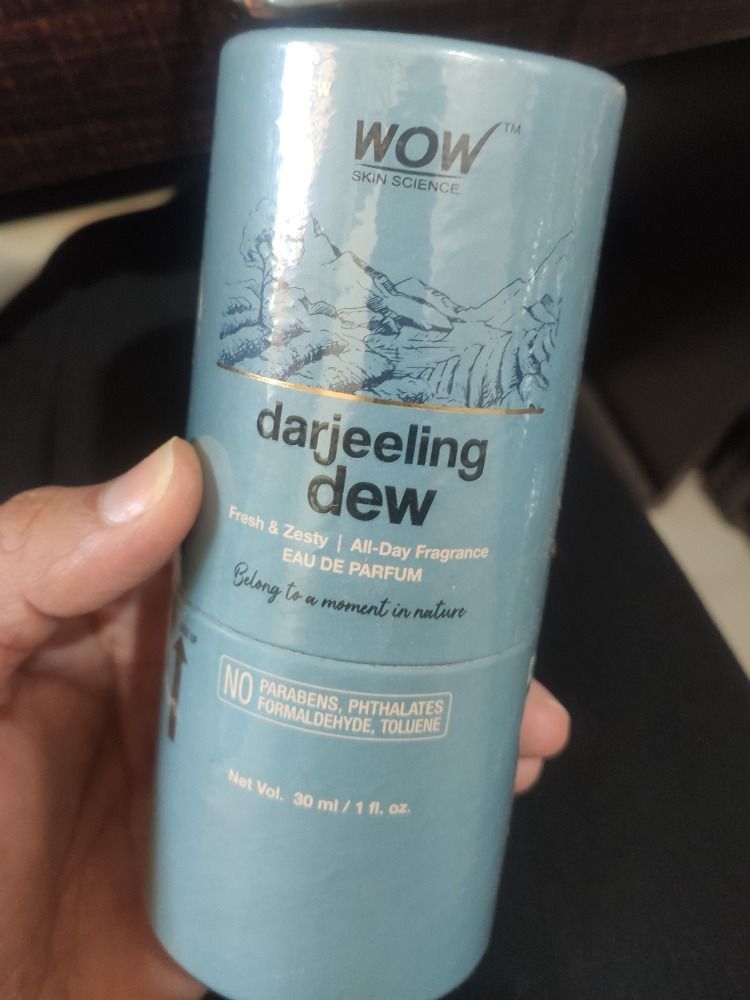 WOW™
SKIN SCIENCE
darjeeling
dew
Fresh & Zesty | All-Day Fragrance
EAU DE PARFUM
Belong to a moment in nature
NO PARABENS, PHTHALATES
FORMALDEHYDE, TOLUENE
Net Vol. 30 ml / 1 fl. oz.